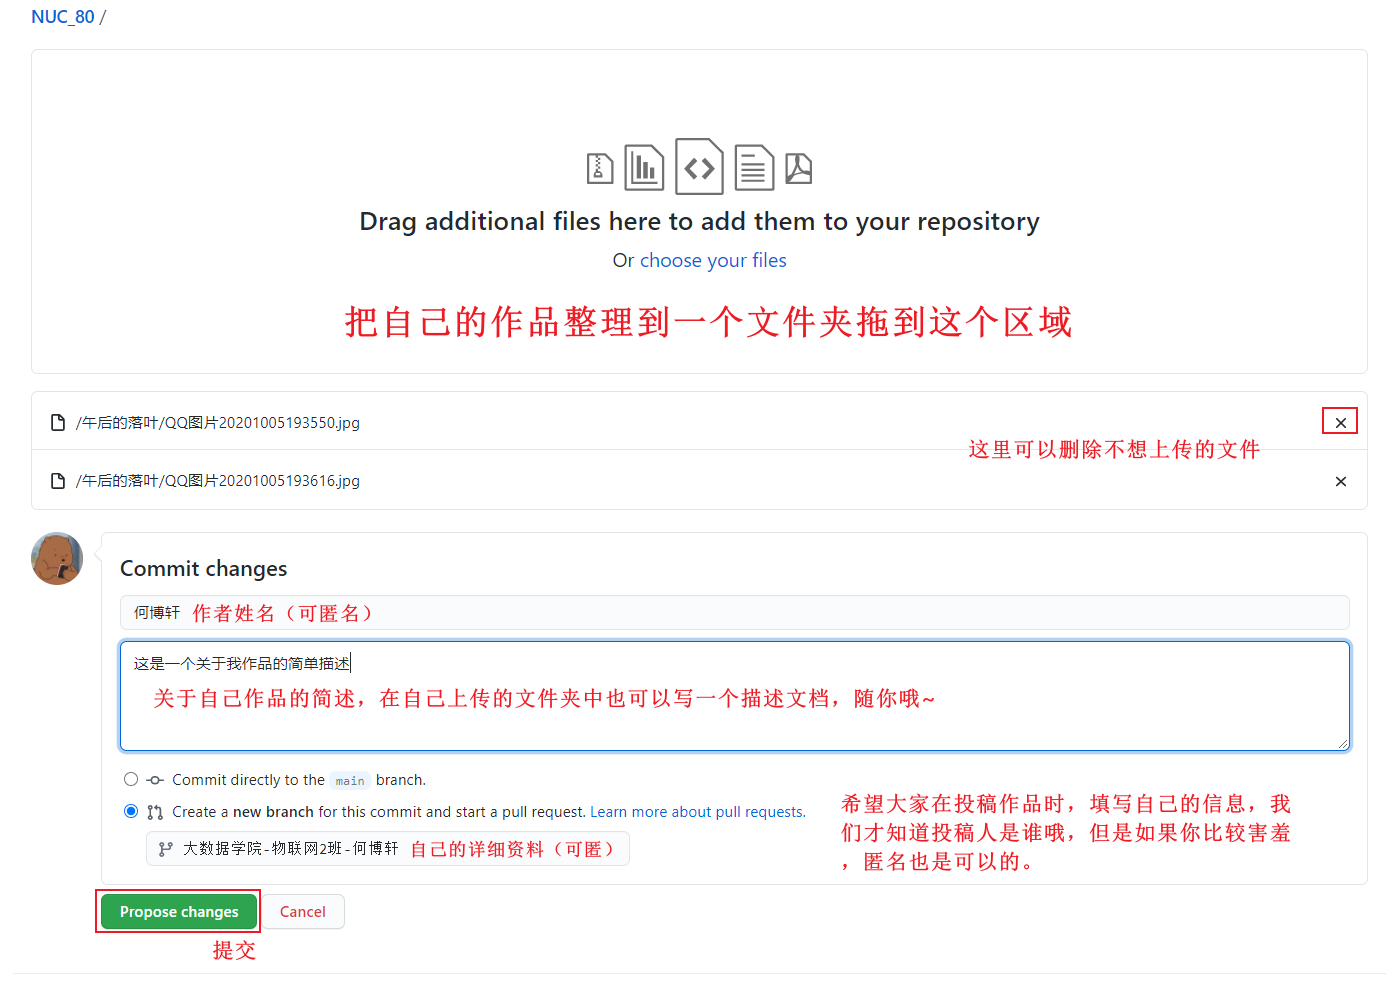 NUC_80 /
Drag additional files here to add them to your repository
Or choose your files
把自己的作品整理到一个文件夹拖到这个区域
/午后的落叶/QQ图片20201005193550.jpg
这里可以删除不想上传的文件
/午后的落叶/QQ图片20201005193616.jpg
Commit changes
何博轩 作者姓名（可匿名）
这是一个关于我作品的简单描述
关于自己作品的简述，在自己上传的文件夹中也可以写一个描述文档，随你哦~
Commit directly to the main branch.
Create a new branch for this commit and start a pull request. Learn more about pull requests.
大数据学院-物联网2班-何博轩 自己的详细资料（可匿）
希望大家在投稿作品时，填写自己的信息，我
们才知道投稿人是谁哦，但是如果你比较害羞
，匿名也是可以的。
Propose changes Cancel
提交